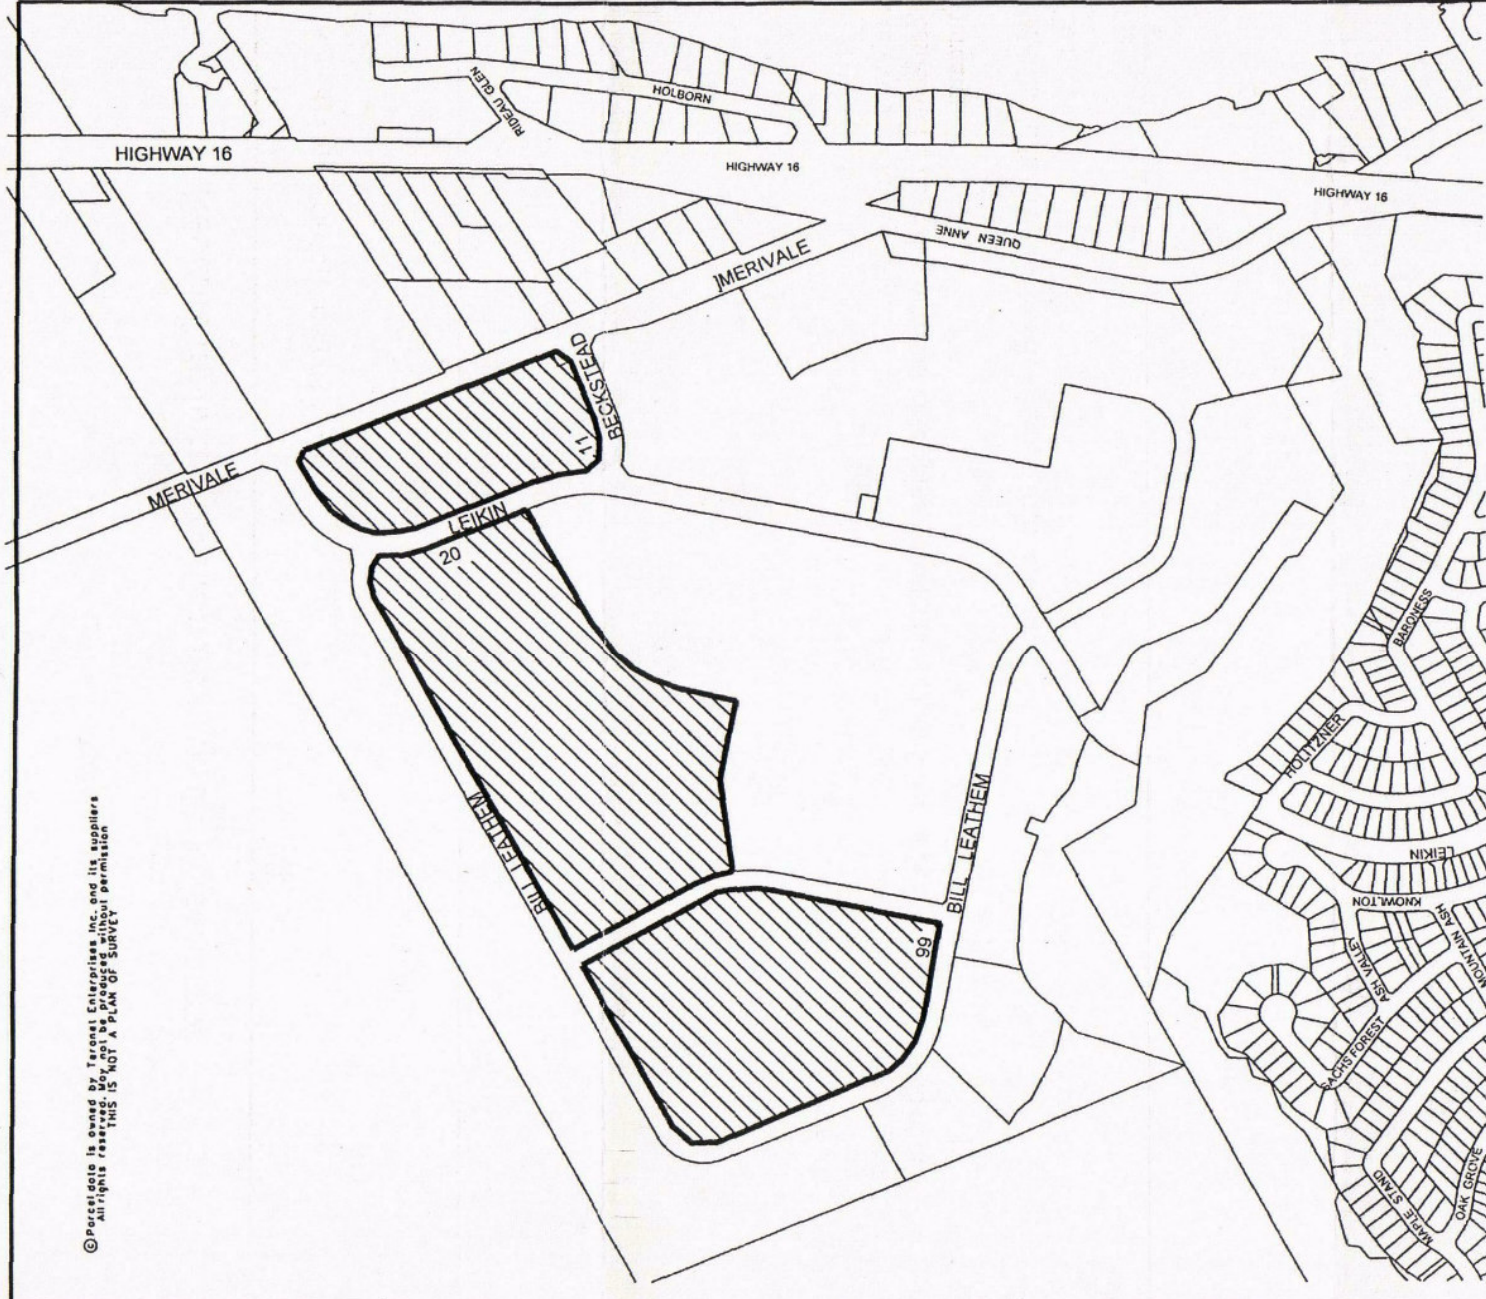 RIDEAU GLEN
HOLBORN
HIGHWAY 16
HIGHWAY 16
HIGHWAY 16
QUEEN ANNE
]MERIVALE
BECKSTEAD
11
MERIVALE
LEIKIN
20
BARONESS
HOLITZNER
BILL LEATHEM
BILL LEATHEM
LEIKIN
KNOWLTON
99
MOUNTAIN ASH
ASH VALLEY
SACHS FOREST
MAPLE STAND
OAK GROVE
©Parcel data is owned by Teranet Enterprises Inc. and its suppliers
All rights reserved. May not be produced without permission
THIS IS NOT A PLAN OF SURVEY